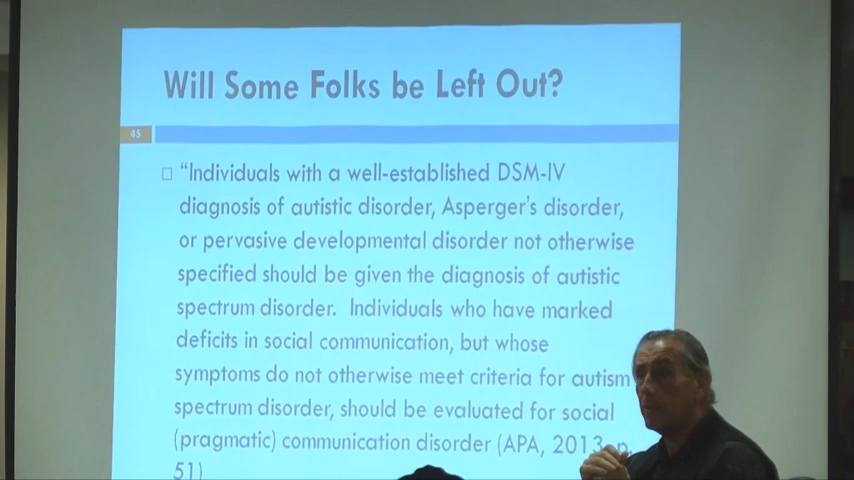 Will Some Folks be Left Out?
45
□ “Individuals with a well-established DSM-IV
diagnosis of autistic disorder, Asperger’s disorder,
or pervasive developmental disorder not otherwise
specified should be given the diagnosis of autistic
spectrum disorder. Individuals who have marked
deficits in social communication, but whose
symptoms do not otherwise meet criteria for autism
spectrum disorder, should be evaluated for social
(pragmatic) communication disorder (APA, 2013, p.
51)